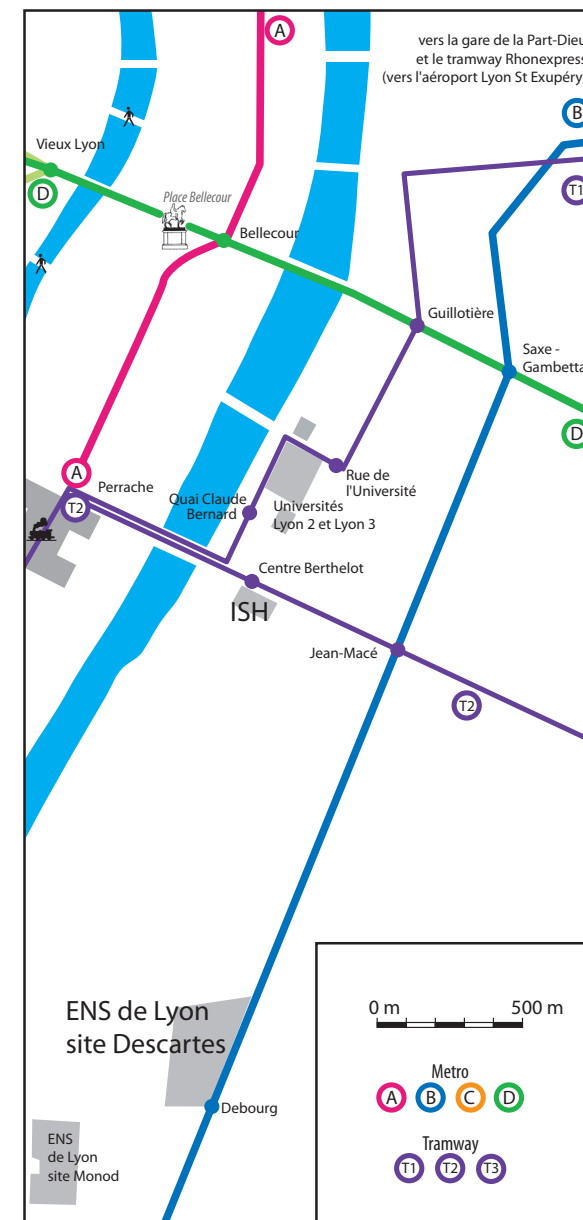 A
vers la gare de la Part-Dieu
et le tramway Rhonexpress
(vers l'aéroport Lyon St Exupéry
B
Vieux Lyon
D
Place Bellecour
T1
Bellecour
Guillotière
Saxe -
Gambetta
D
A
Perrache
T2
Rue de
l'Université
Quai Claude
Bernard
Universités
Lyon 2 et Lyon 3
Centre Berthelot
ISH
Jean-Macé
T2
ENS de Lyon
site Descartes
Debourg
ENS
de Lyon
site Monod
0 m 500 m
Metro
A B C D
Tramway
T1 T2 T3